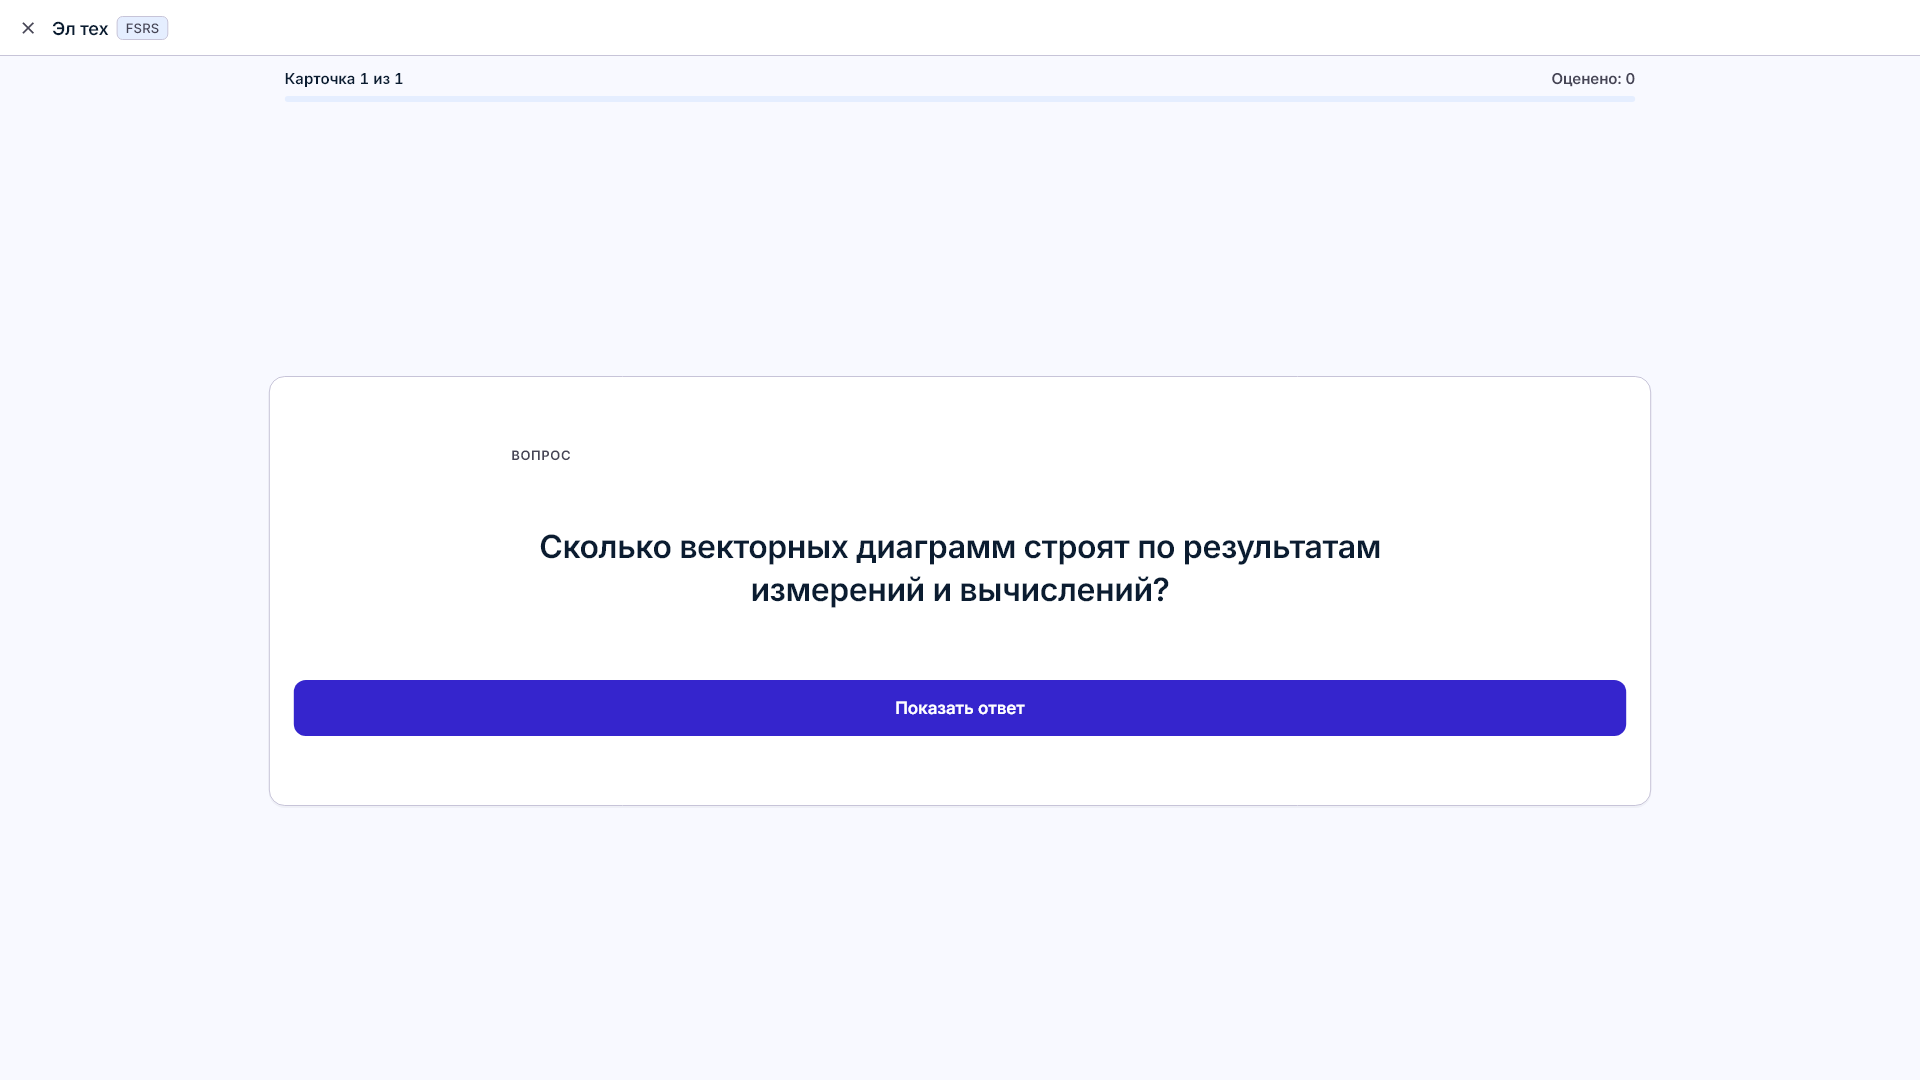 Эл тех FSRS
Карточка 1 из 1
Оценено: 0
ВОПРОС
Сколько векторных диаграмм строят по результатам
измерений и вычислений?
Показать ответ